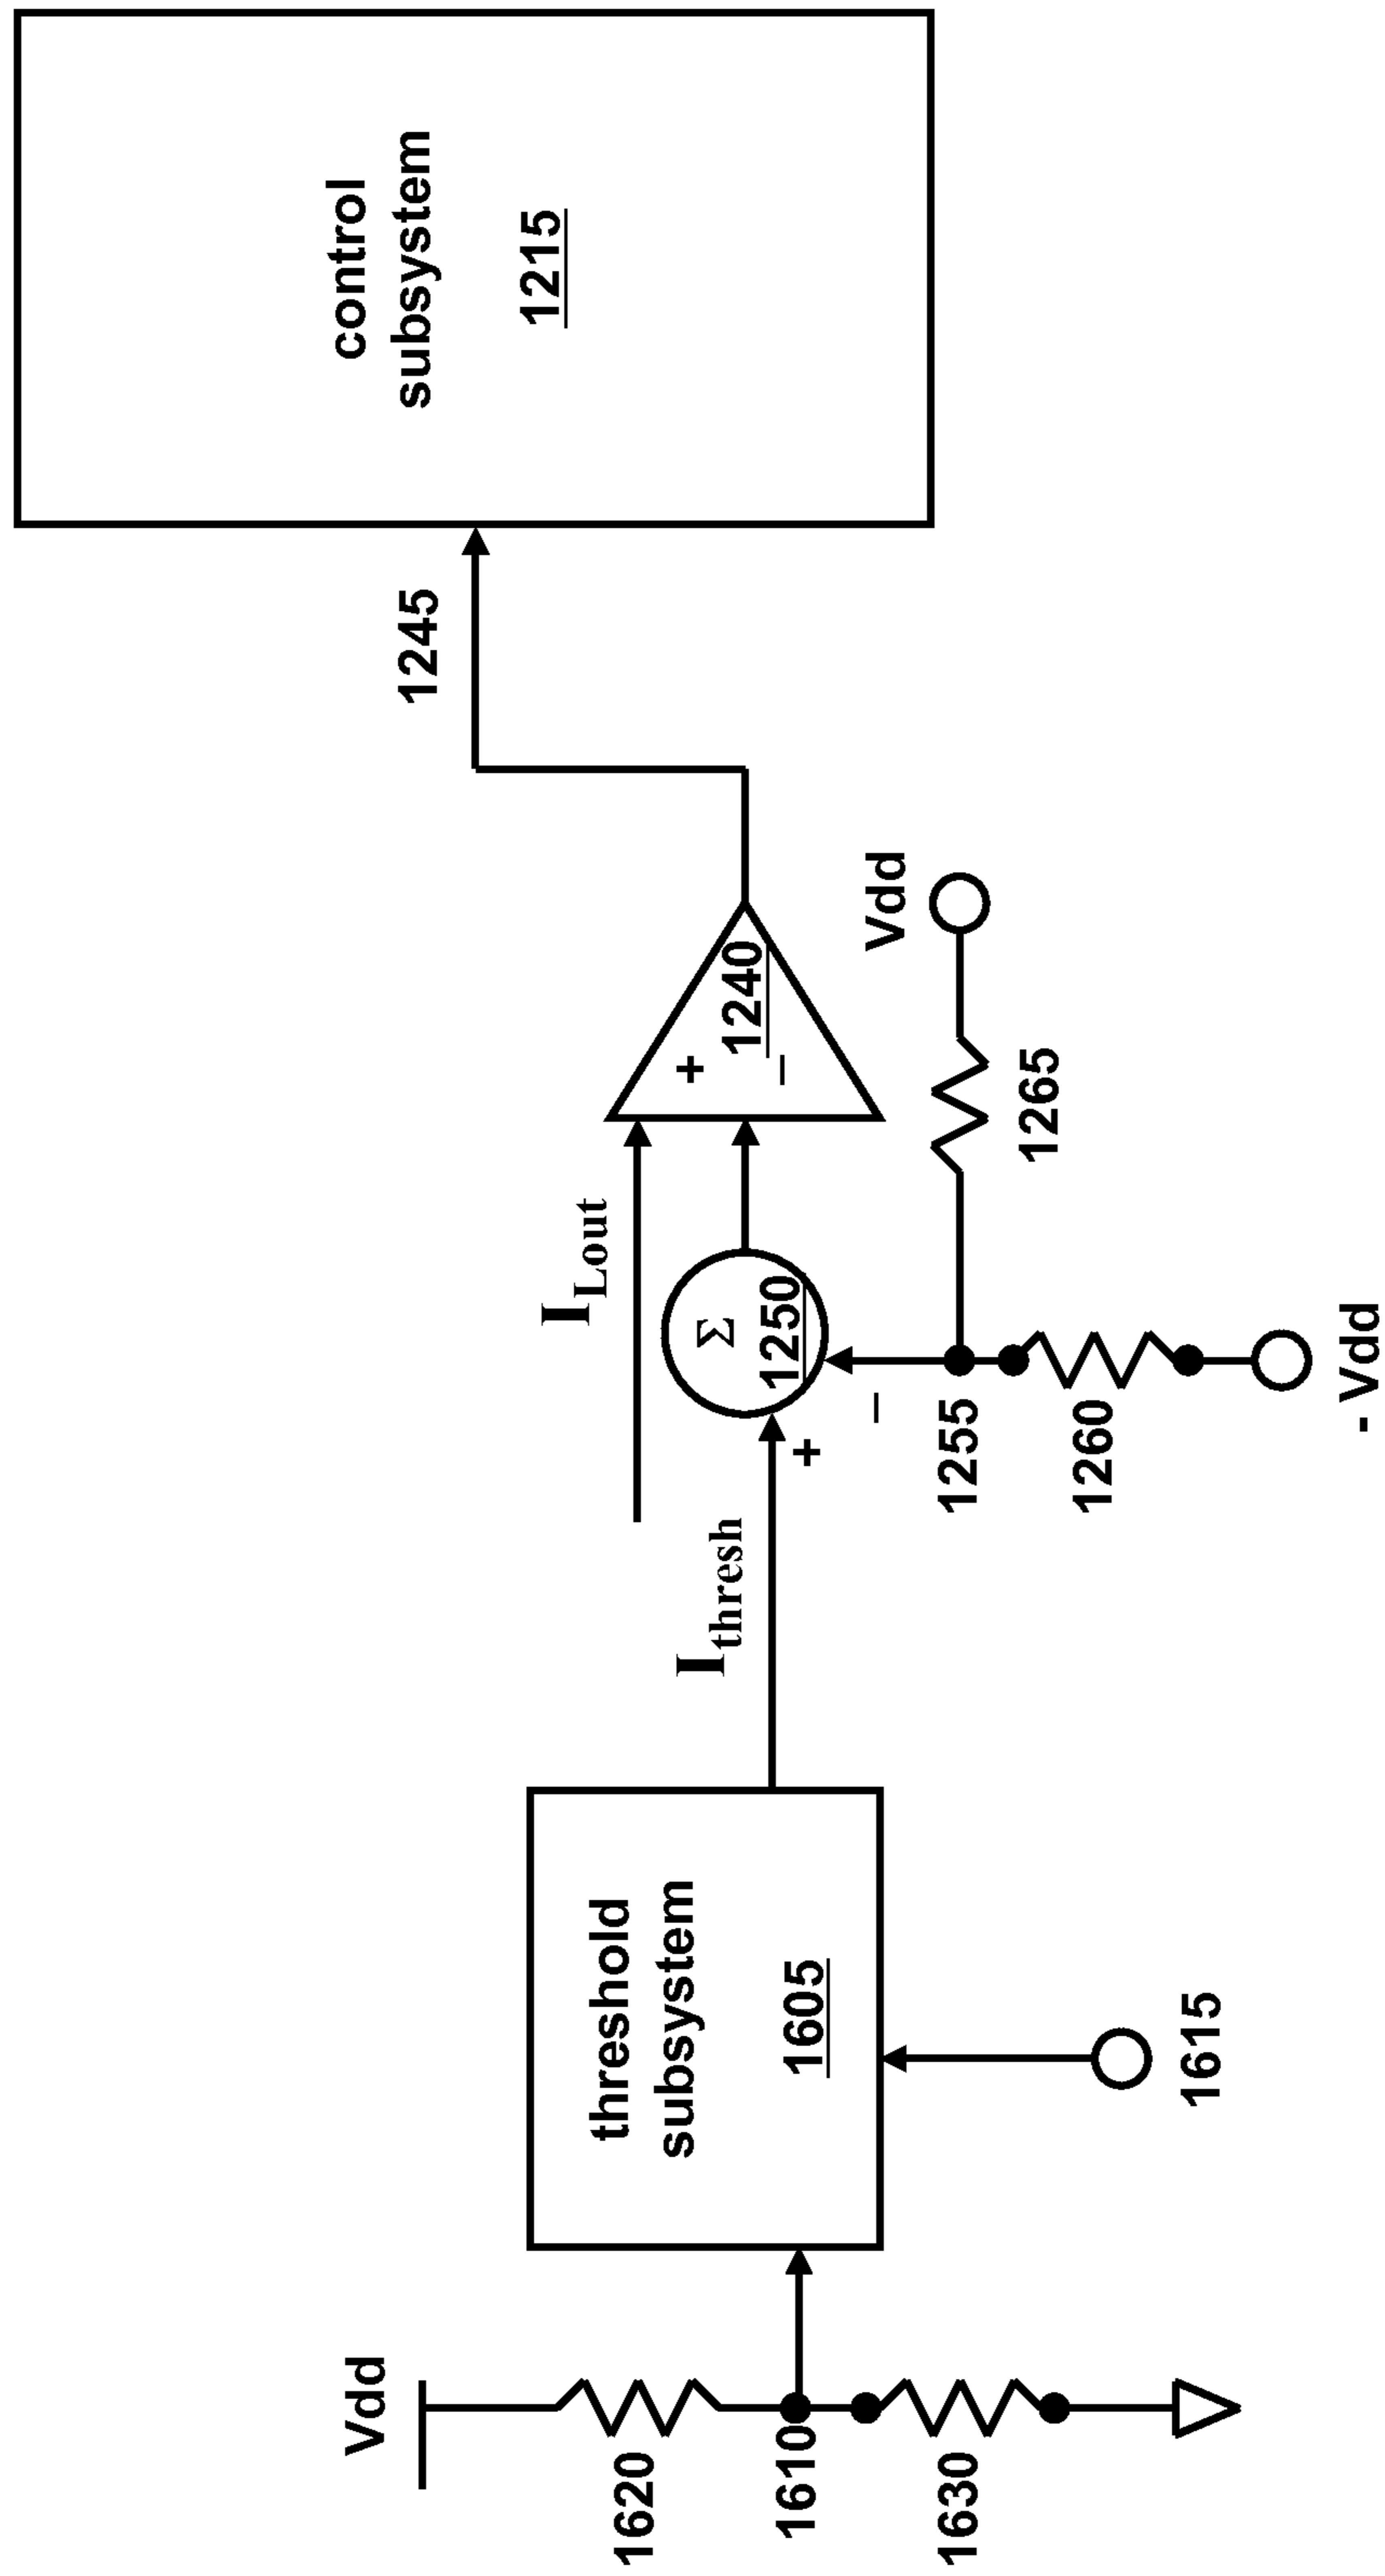 Vdd
1620
1610
1630
threshold
subsystem
1605
1615
Ithresh
+
−
Σ
1250
1255
1260
- Vdd
1265
Vdd
ILout
+
−
1240
1245
control
subsystem
1215